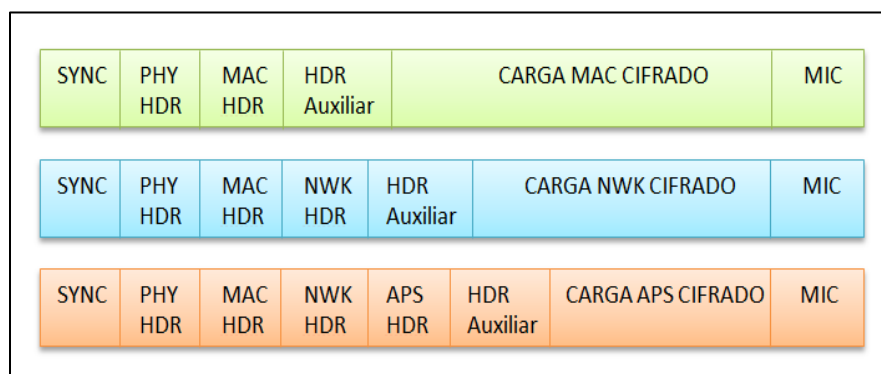 SYNC PHY MAC HDR CARGA MAC CIFRADO MIC
HDR HDR Auxiliar
SYNC PHY MAC NWK HDR CARGA NWK CIFRADO MIC
HDR HDR HDR Auxiliar
SYNC PHY MAC NWK APS HDR CARGA APS CIFRADO MIC
HDR HDR HDR HDR Auxiliar